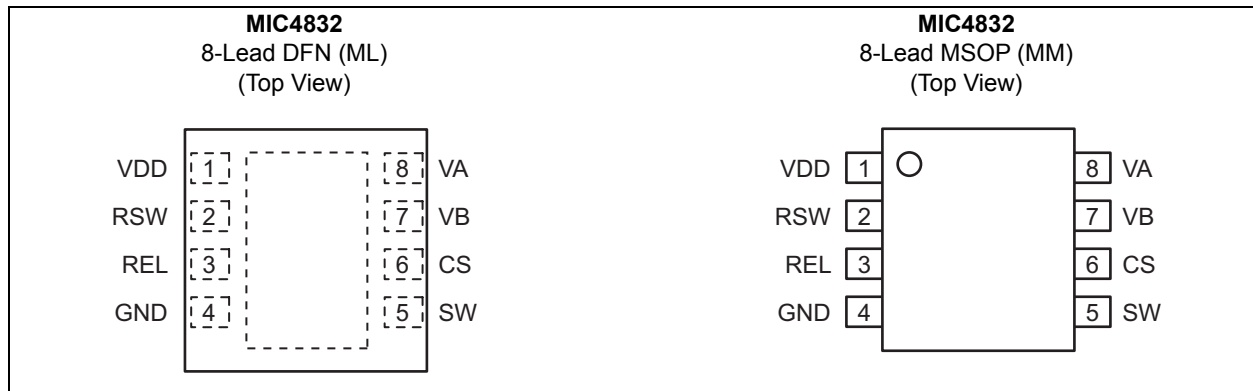 MIC4832
8-Lead DFN (ML)
(Top View)
VDD 1 8 VA
RSW 2 7 VB
REL 3 6 CS
GND 4 5 SW
MIC4832
8-Lead MSOP (MM)
(Top View)
VDD 1 8 VA
RSW 2 7 VB
REL 3 6 CS
GND 4 5 SW